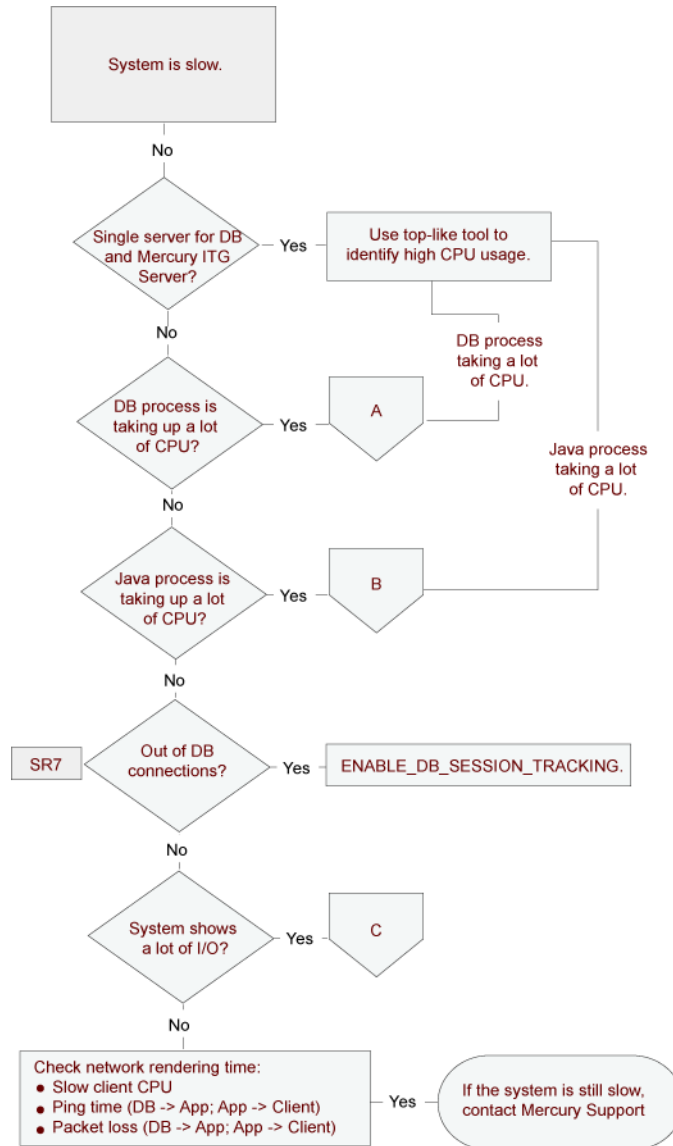 System is slow.
No
Single server for DB
and Mercury ITG
Server?
Yes
Use top-like tool to
identify high CPU usage.
No
DB process
taking a lot
of CPU.
DB process is
taking up a lot
of CPU?
Yes
A
Java process
taking a lot
of CPU.
No
Java process is
taking up a lot
of CPU?
Yes
B
No
SR7
Out of DB
connections?
Yes
ENABLE_DB_SESSION_TRACKING.
No
System shows
a lot of I/O?
Yes
C
No
Check network rendering time:
• Slow client CPU
• Ping time (DB -> App; App -> Client)
• Packet loss (DB -> App; App -> Client)
Yes
If the system is still slow,
contact Mercury Support